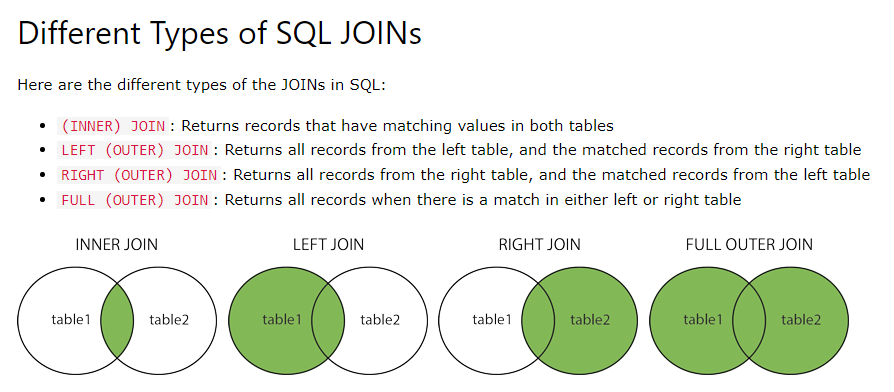 Different Types of SQL JOINs
Here are the different types of the JOINs in SQL:
• (INNER) JOIN : Returns records that have matching values in both tables
• LEFT (OUTER) JOIN : Returns all records from the left table, and the matched records from the right table
• RIGHT (OUTER) JOIN : Returns all records from the right table, and the matched records from the left table
• FULL (OUTER) JOIN : Returns all records when there is a match in either left or right table
INNER JOIN LEFT JOIN RIGHT JOIN FULL OUTER JOIN
table1 table2 table1 table2 table1 table2 table1 table2